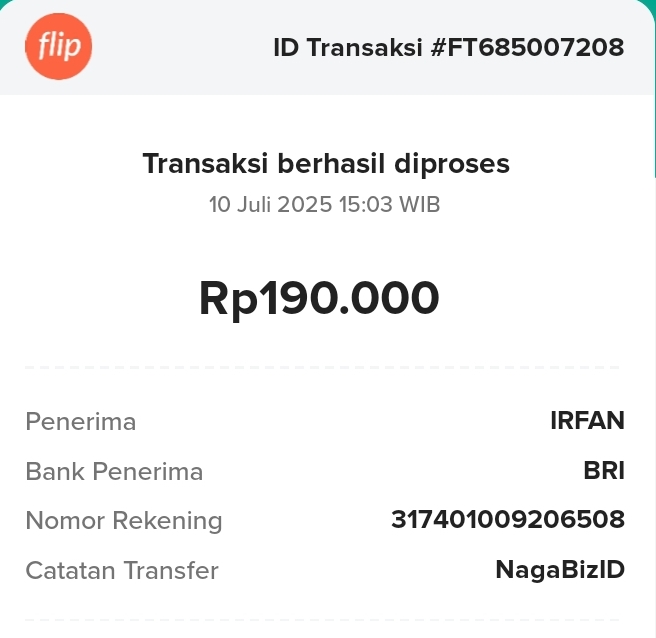 flip
ID Transaksi #FT685007208
Transaksi berhasil diproses
10 Juli 2025 15:03 WIB
Rp190.000
Penerima IRFAN
Bank Penerima BRI
Nomor Rekening 317401009206508
Catatan Transfer NagaBizID